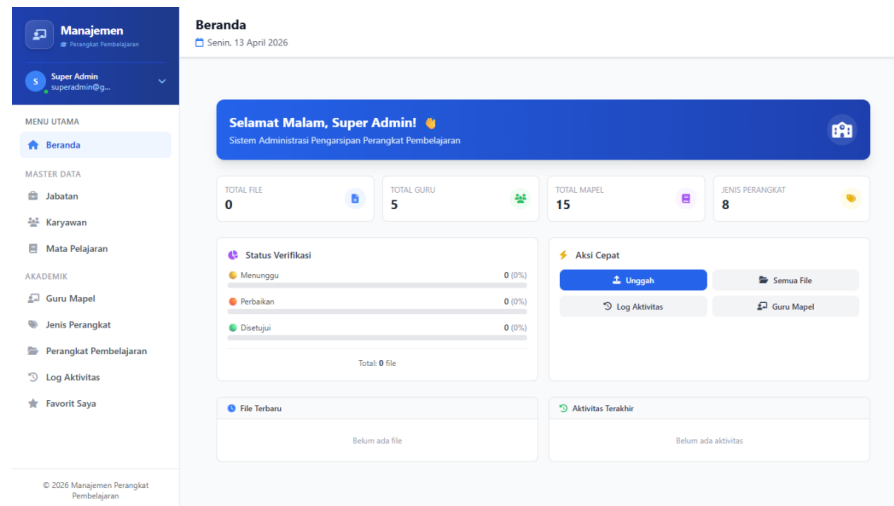 Manajemen
Perangkat Pembelajaran
S
Super Admin
superadmin@g...
MENU UTAMA
Beranda
MASTER DATA
Jabatan
Karyawan
Mata Pelajaran
AKADEMIK
Guru Mapel
Jenis Perangkat
Perangkat Pembelajaran
Log Aktivitas
Favorit Saya
© 2026 Manajemen Perangkat
Pembelajaran
Beranda
Senin, 13 April 2026
Selamat Malam, Super Admin! 👋
Sistem Administrasi Pengarsipan Perangkat Pembelajaran
TOTAL FILE
0
TOTAL GURU
5
TOTAL MAPEL
15
JENIS PERANGKAT
8
Status Verifikasi
Menunggu 0 (0%)
Perbaikan 0 (0%)
Disetujui 0 (0%)
Total: 0 file
Aksi Cepat
Unggah
Semua File
Log Aktivitas
Guru Mapel
File Terbaru
Belum ada file
Aktivitas Terakhir
Belum ada aktivitas